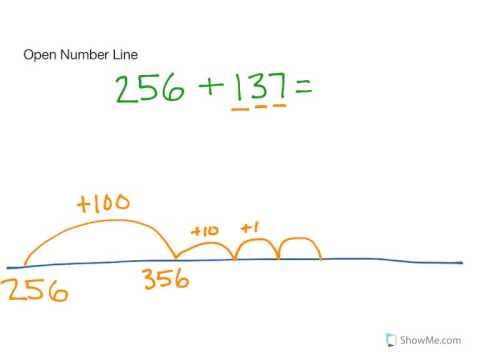 Open Number Line
256 + 137 =
+100
+10 +1
256 356
ShowMe.com